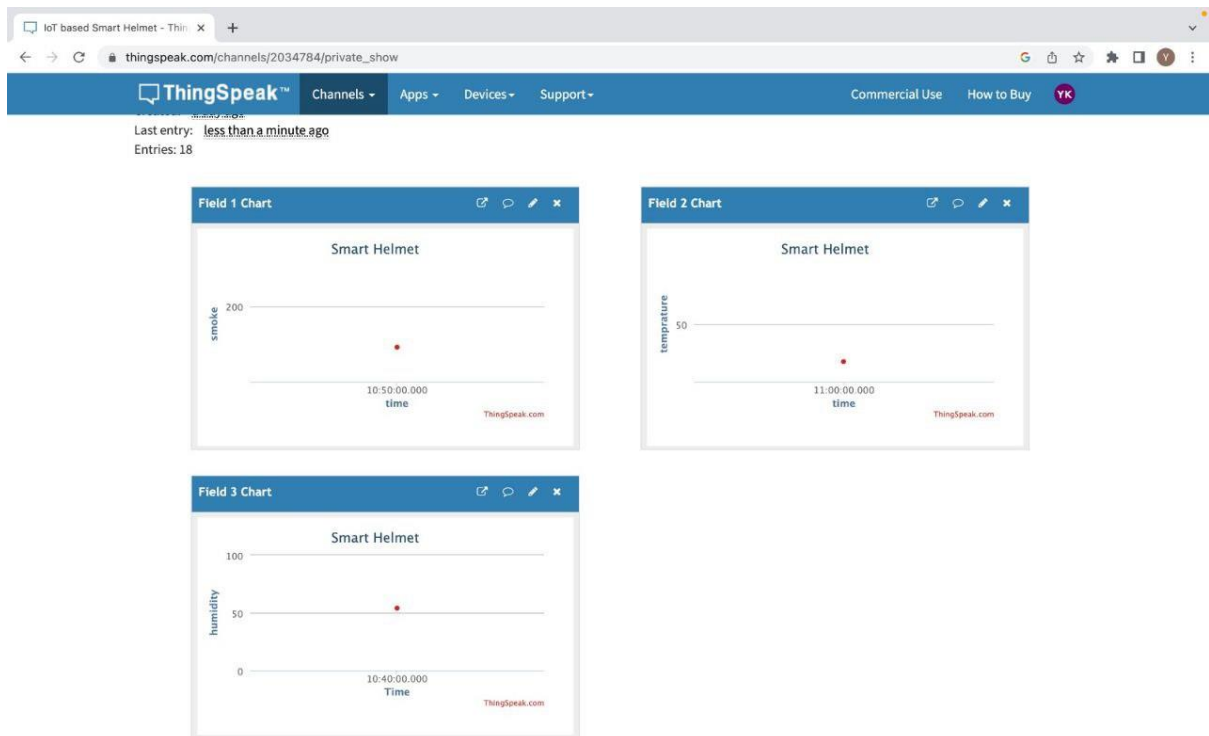 IoT based Smart Helmet - Thin
thingspeak.com/channels/2034784/private_show
G
Y
ThingSpeak™ Channels Apps Devices Support Commercial Use How to Buy YK
Last entry: less than a minute ago
Entries: 18
Field 1 Chart
Smart Helmet
200
smoke
10:50:00.000
time
ThingSpeak.com
Field 2 Chart
Smart Helmet
50
temprature
11:00:00.000
time
ThingSpeak.com
Field 3 Chart
Smart Helmet
100
50
0
humidity
10:40:00.000
Time
ThingSpeak.com